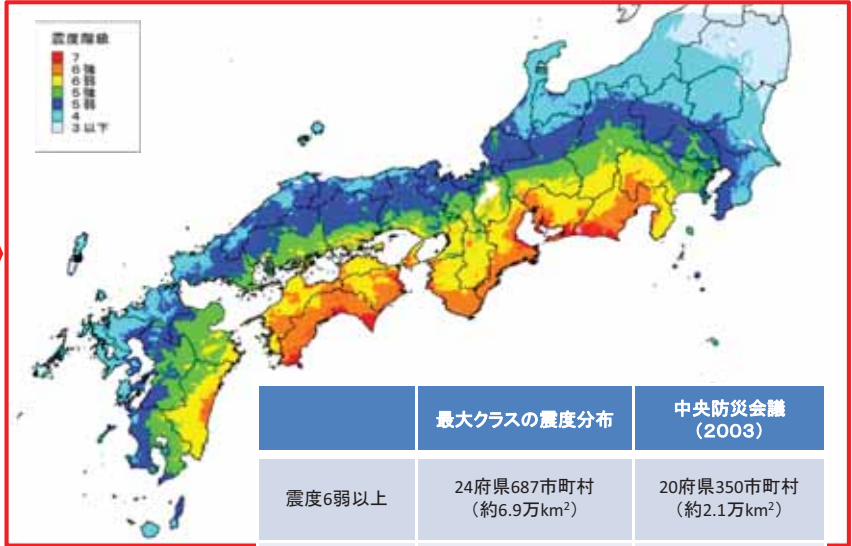 震度階級
7
6強
6弱
5強
5弱
4
3以下
最大クラスの震度分布
中央防災会議
（2003）
震度6弱以上
24府県687市町村
（約6.9万km²）
20府県350市町村
（約2.1万km²）